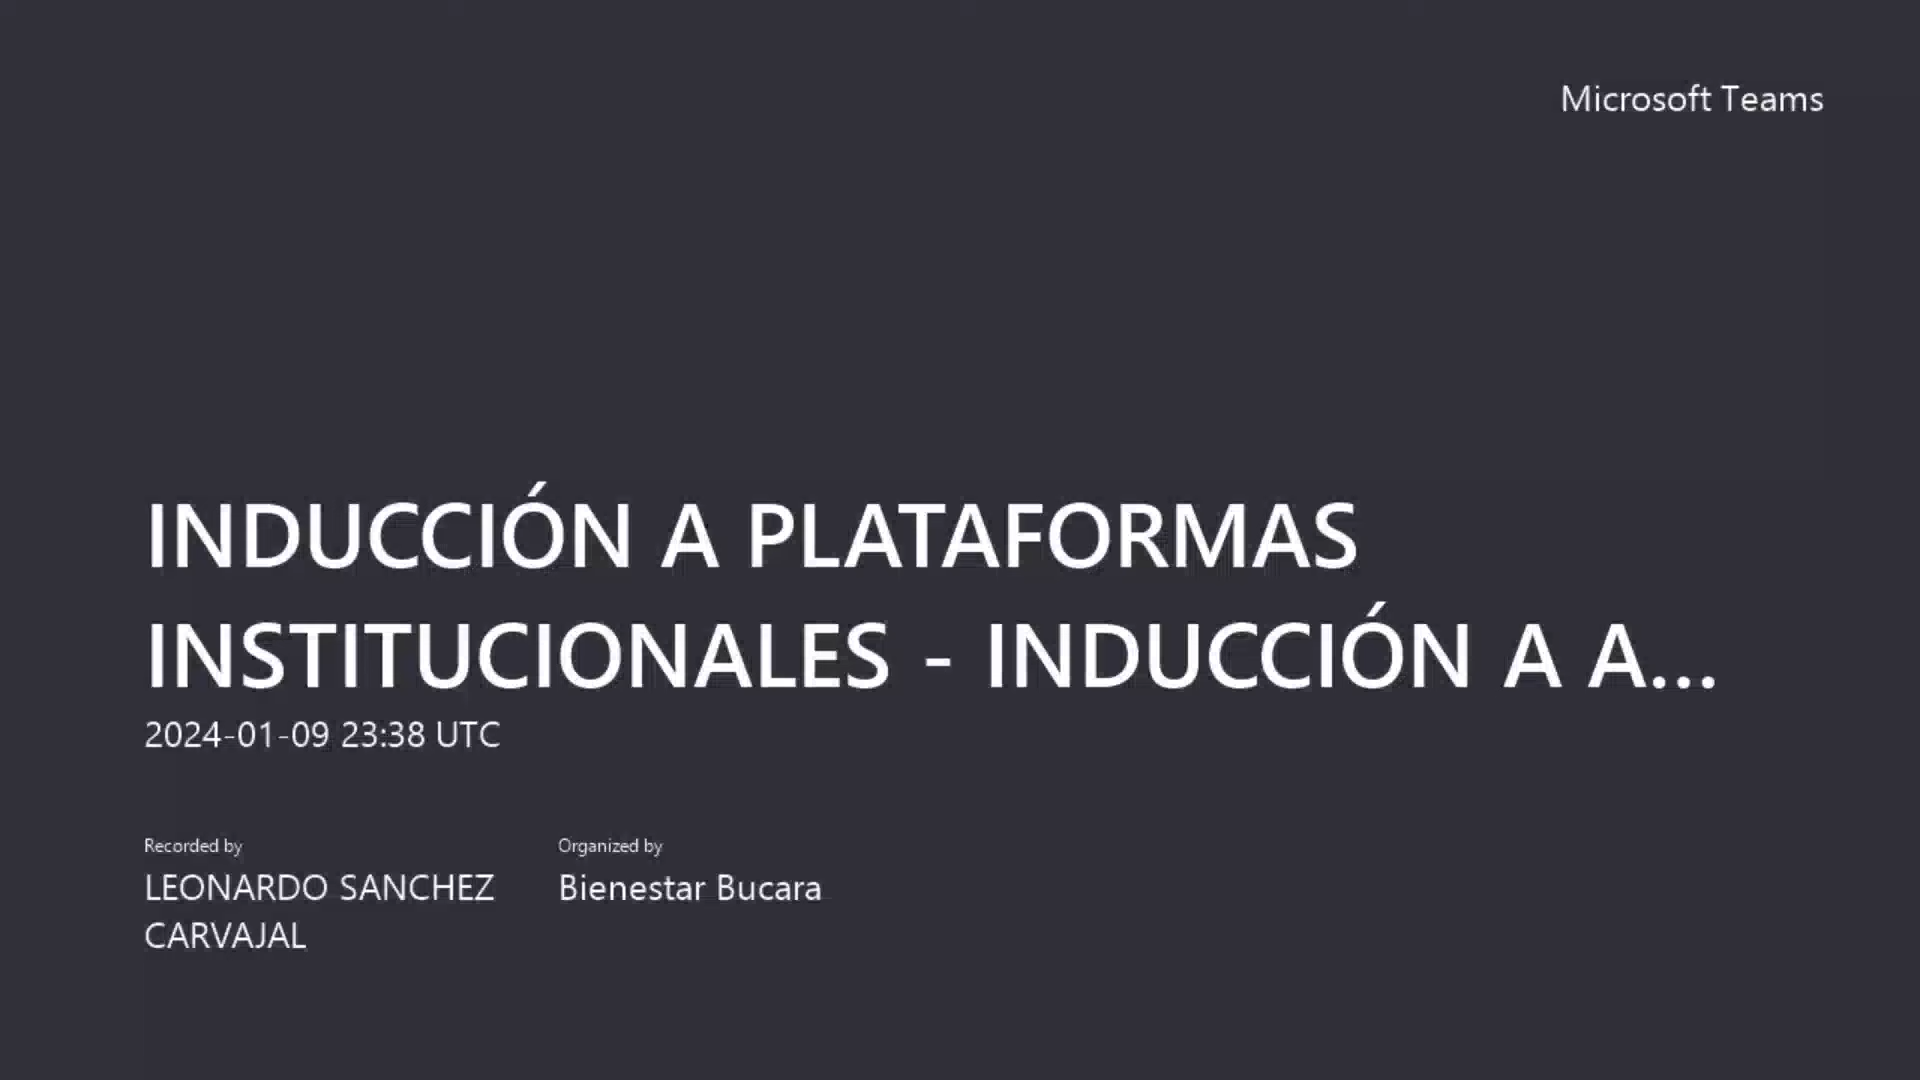 Microsoft Teams
INDUCCIÓN A PLATAFORMAS
INSTITUCIONALES - INDUCCIÓN A A...
2024-01-09 23:38 UTC
Recorded by
LEONARDO SANCHEZ
CARVAJAL
Organized by
Bienestar Bucara